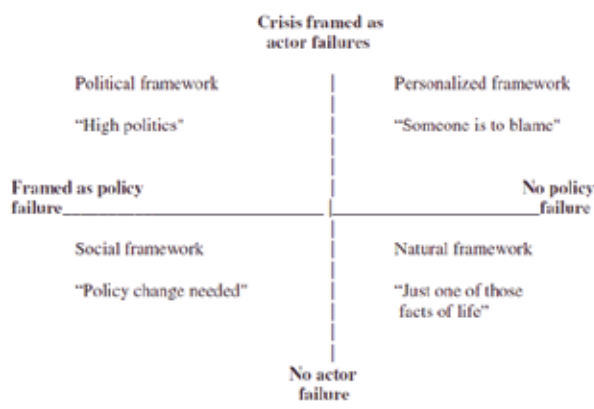 Crisis framed as
actor failures
Political framework
Personalized framework
“High politics”
“Someone is to blame”
Framed as policy
failure
No policy
failure
Social framework
Natural framework
“Policy change needed”
“Just one of those
facts of life”
No actor
failure